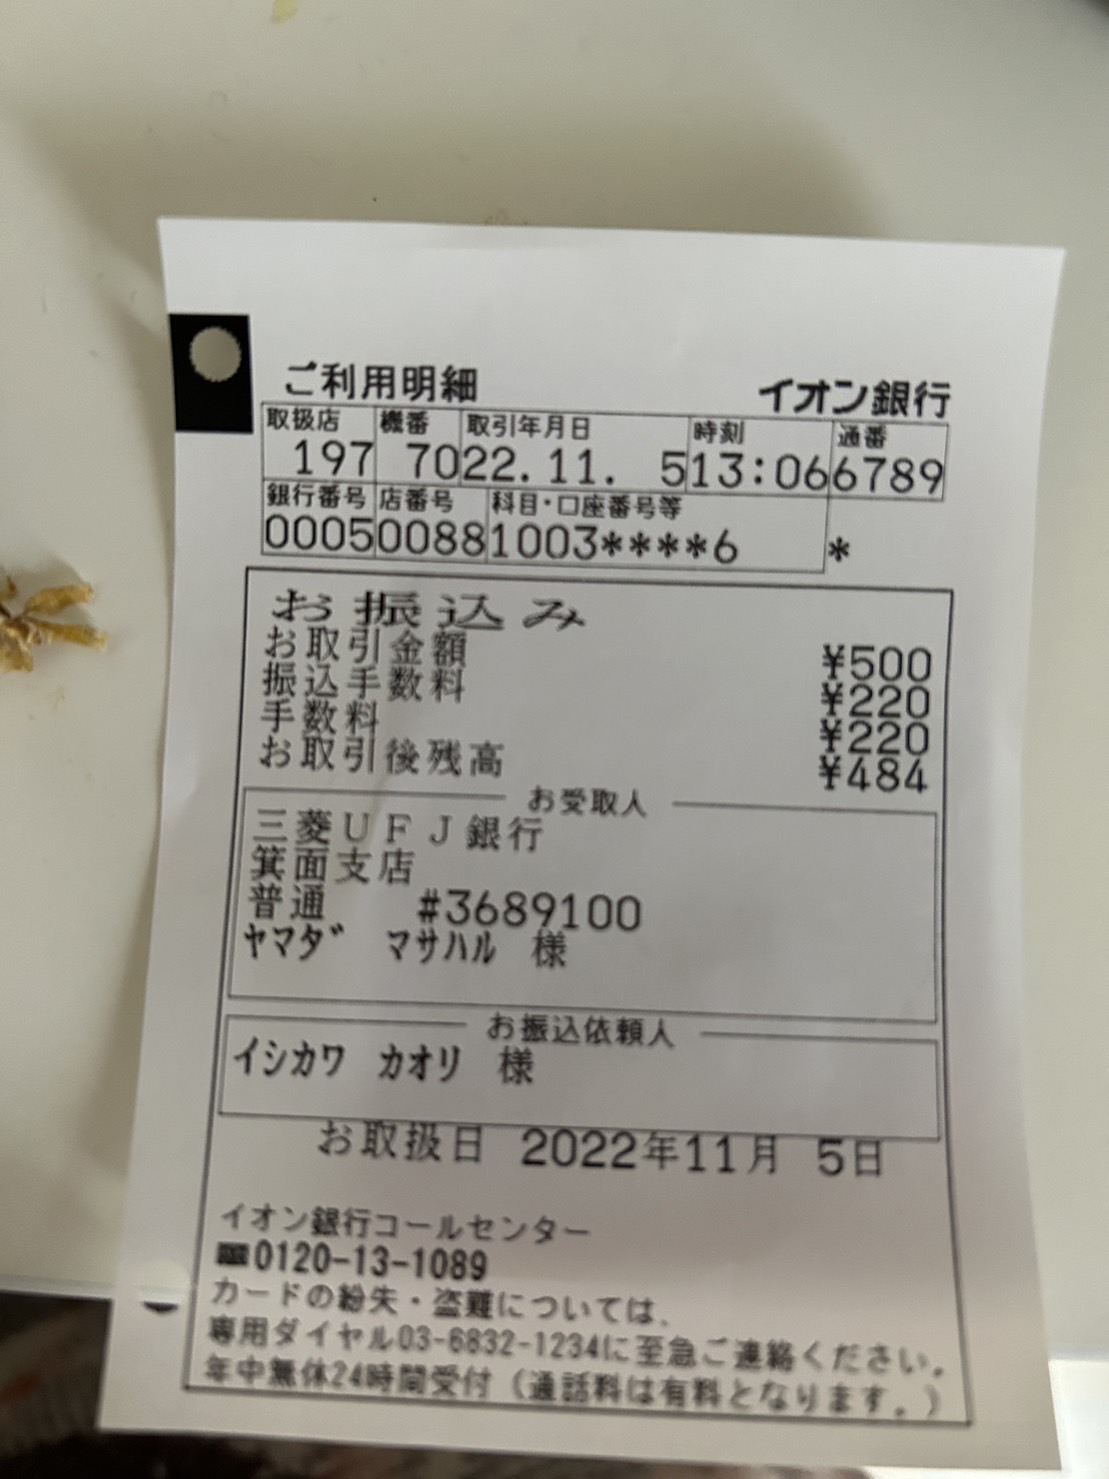 ご利用明細 イオン銀行
取扱店 機番 取引年月日 時刻 通番
197 70 22.11. 5 13:06 6789
銀行番号 店番号 科目・口座番号等
0005 0088 1003****6 *
お振込み
お取引金額 ¥500
振込手数料 ¥220
手数料 ¥220
お取引後残高 ¥484
お受取人
三菱UFJ銀行
箕面支店
普通 #3689100
ヤマダ マサハル 様
お振込依頼人
イシカワ カオリ 様
お取扱日 2022年11月 5日
イオン銀行コールセンター
0120-13-1089
カードの紛失・盗難については、
専用ダイヤル03-6832-1234に至急ご連絡ください。
年中無休24時間受付(通話料は有料となります。)